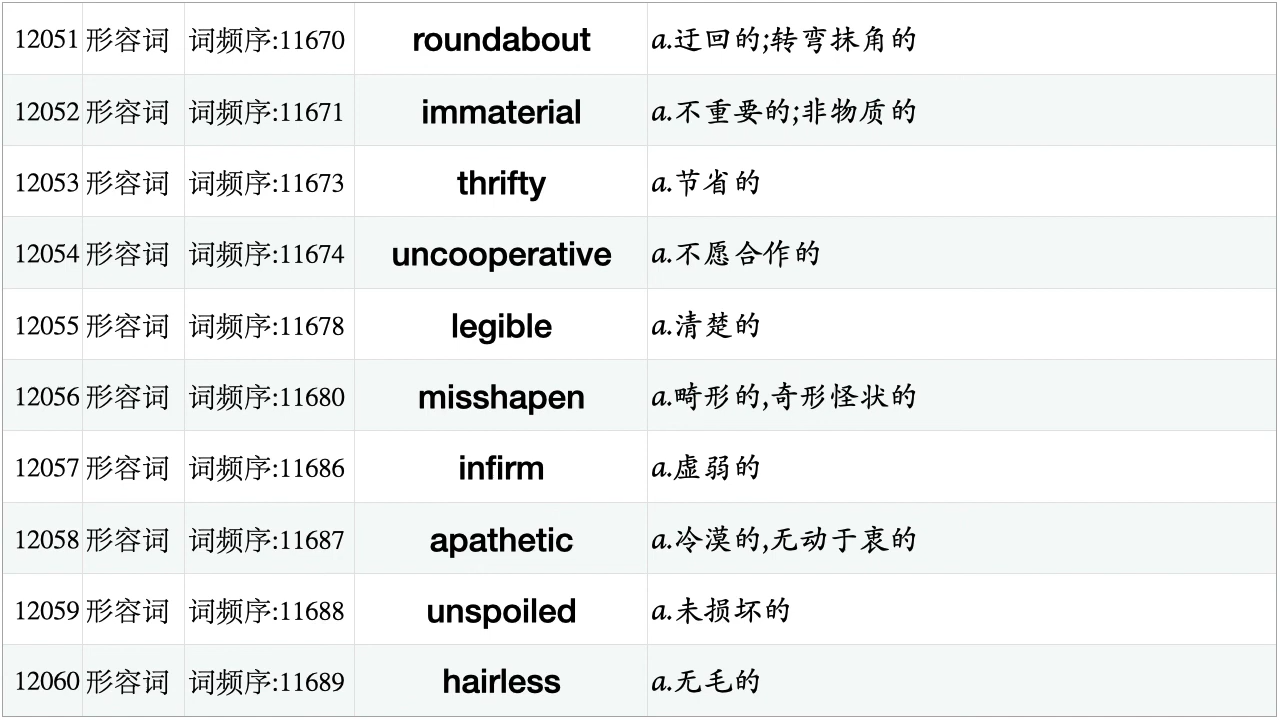 12051 形容词 词频序:11670 roundabout a.迂回的;转弯抹角的
12052 形容词 词频序:11671 immaterial a.不重要的;非物质的
12053 形容词 词频序:11673 thrifty a.节省的
12054 形容词 词频序:11674 uncooperative a.不愿合作的
12055 形容词 词频序:11678 legible a.清楚的
12056 形容词 词频序:11680 misshapen a.畸形的,奇形怪状的
12057 形容词 词频序:11686 infirm a.虚弱的
12058 形容词 词频序:11687 apathetic a.冷漠的,无动于衷的
12059 形容词 词频序:11688 unspoiled a.未损坏的
12060 形容词 词频序:11689 hairless a.无毛的